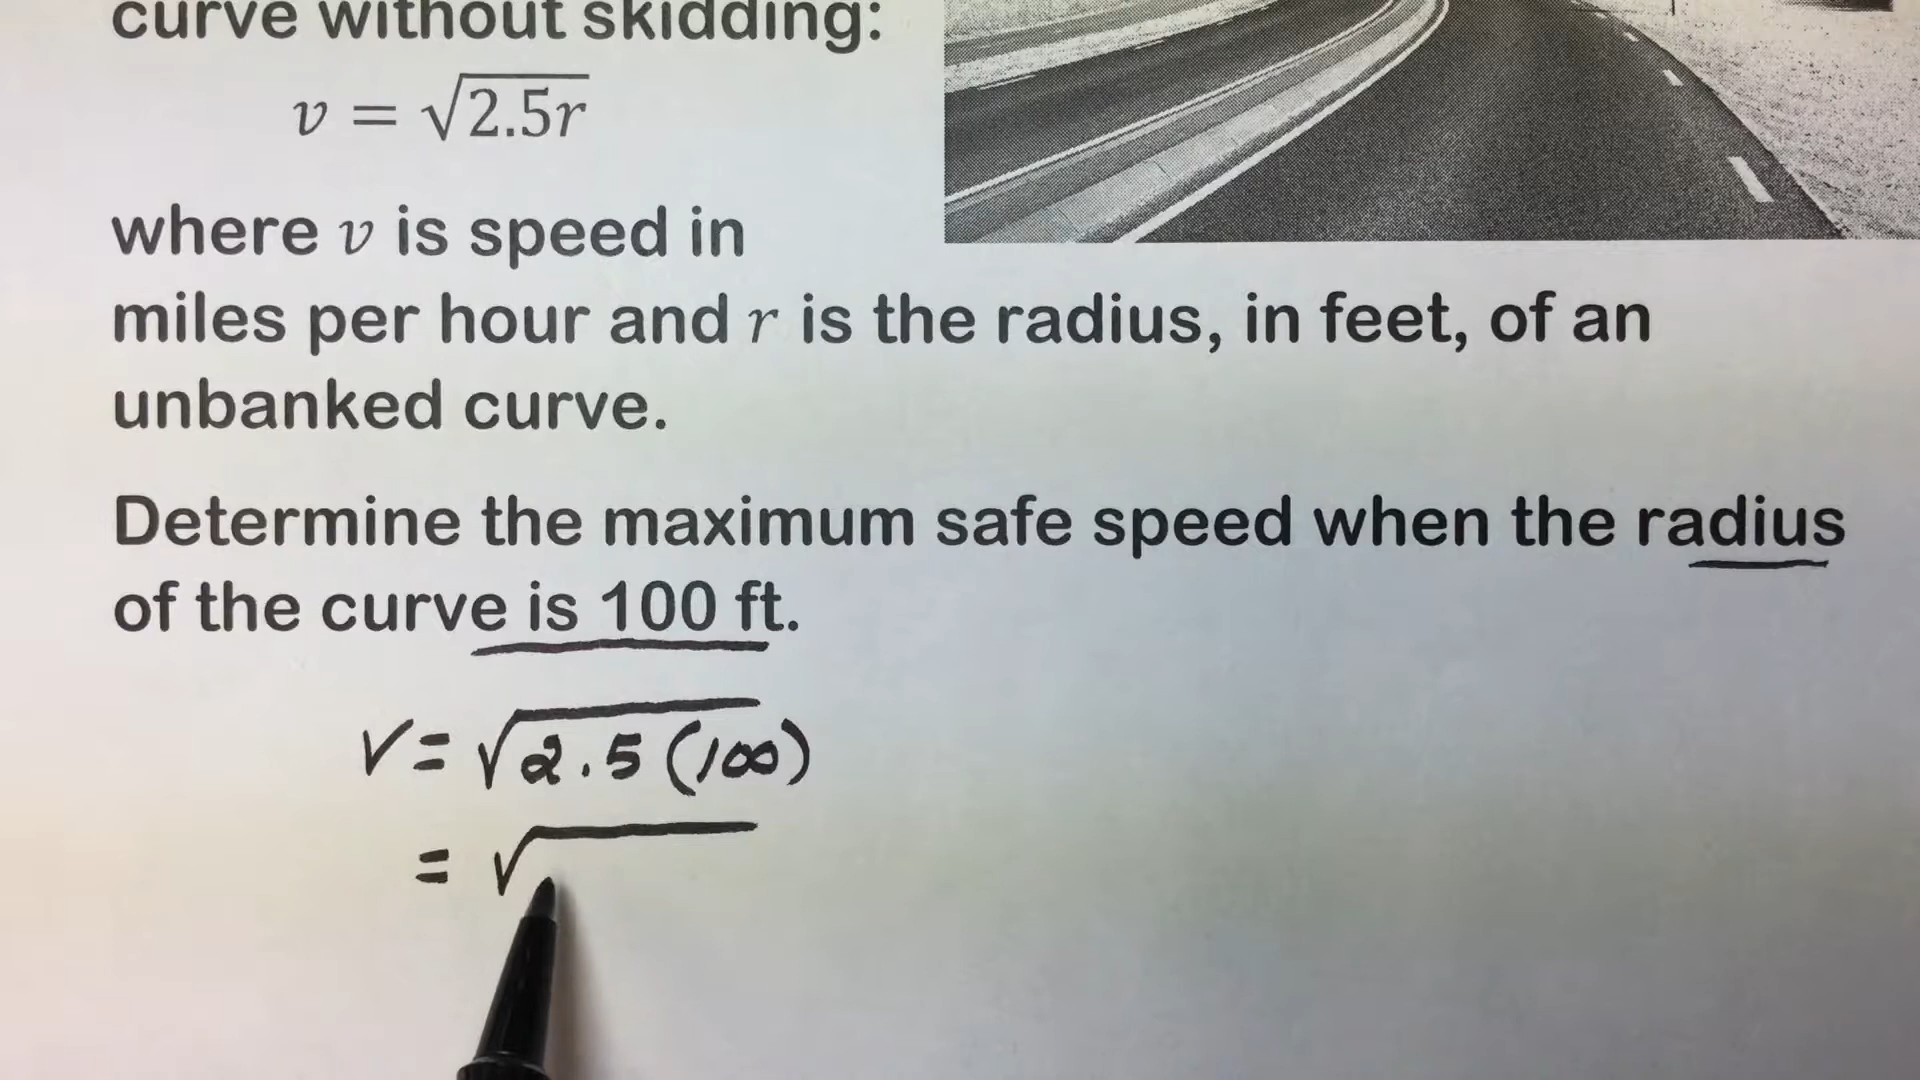 curve without skidding:
v = √2.5r
where v is speed in
miles per hour and r is the radius, in feet, of an
unbanked curve.
Determine the maximum safe speed when the radius
of the curve is 100 ft.
v = √2.5 (100)
= √